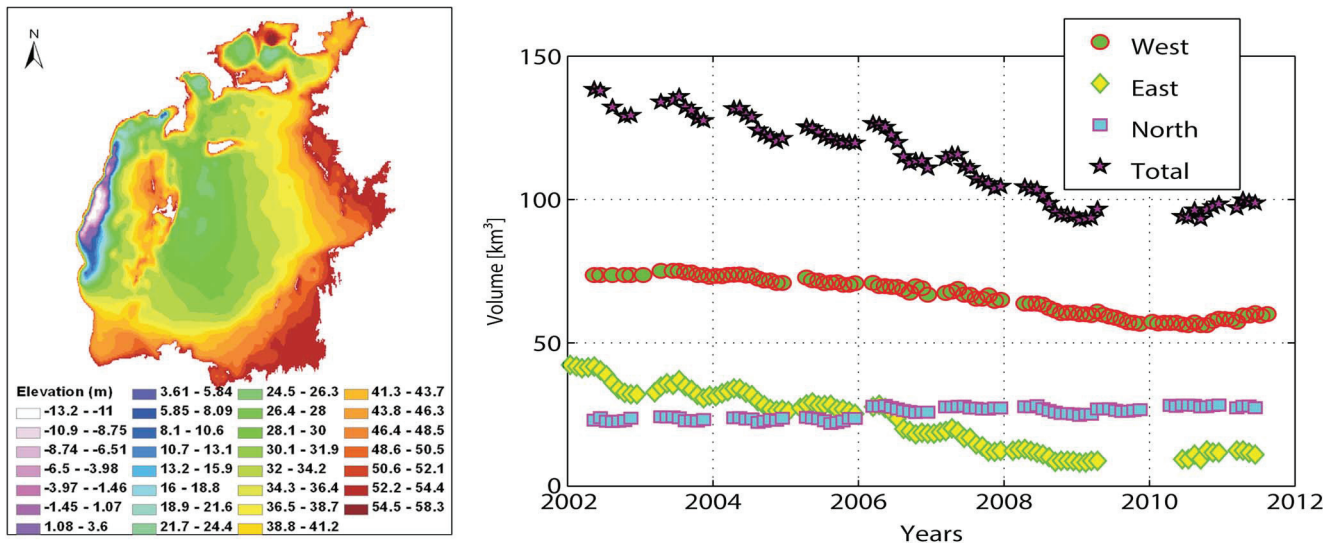 N
Elevation (m)
-13.2 - -11
-10.9 - -8.75
-8.74 - -6.51
-6.5 - -3.98
-3.97 - -1.46
-1.45 - 1.07
1.08 - 3.6
3.61 - 5.84
5.85 - 8.09
8.1 - 10.6
10.7 - 13.1
13.2 - 15.9
16 - 18.8
18.9 - 21.6
21.7 - 24.4
24.5 - 26.3
26.4 - 28
28.1 - 30
30.1 - 31.9
32 - 34.2
34.3 - 36.4
36.5 - 38.7
38.8 - 41.2
41.3 - 43.7
43.8 - 46.3
46.4 - 48.5
48.6 - 50.5
50.6 - 52.1
52.2 - 54.4
54.5 - 58.3
West
East
North
Total
150
100
50
0
Volume [km³]
2002
2004
2006
2008
2010
2012
Years